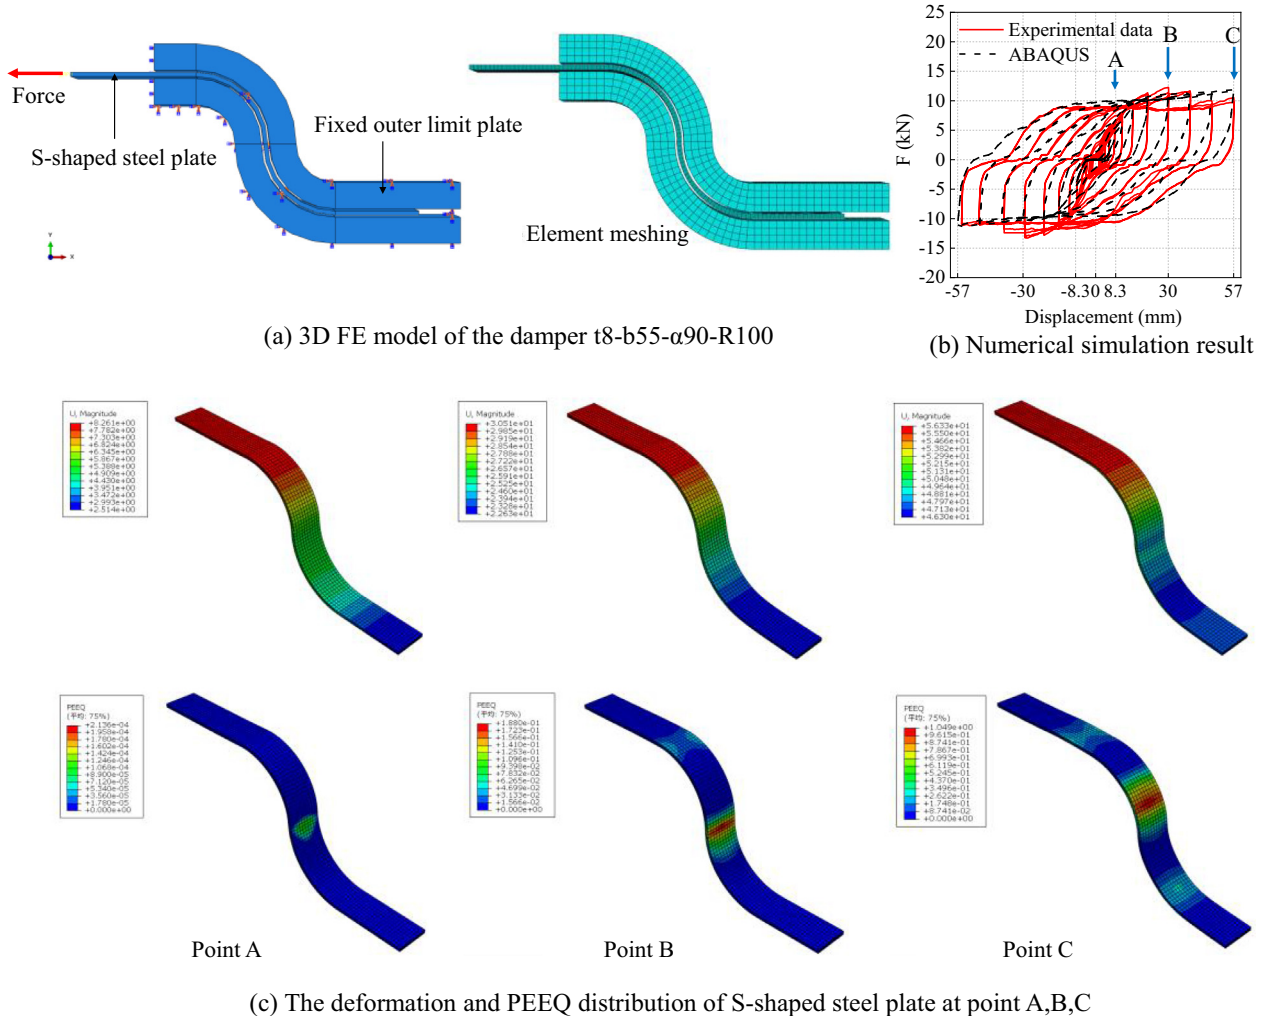 Force
S-shaped steel plate
Fixed outer limit plate
Y
X
Element meshing
(a) 3D FE model of the damper t8-b55-α90-R100
25
20
15
10
5
0
-5
-10
-15
-20
F (kN)
Experimental data
ABAQUS
A
B
C
-57
-30
-8.30
8.3
30
57
Displacement (mm)
(b) Numerical simulation result
U, Magnitude
+8.261e+00
+7.782e+00
+7.303e+00
+6.824e+00
+6.345e+00
+5.867e+00
+5.388e+00
+4.909e+00
+4.430e+00
+3.951e+00
+3.472e+00
+2.993e+00
+2.514e+00
U, Magnitude
+3.051e+01
+2.985e+01
+2.919e+01
+2.854e+01
+2.788e+01
+2.722e+01
+2.657e+01
+2.591e+01
+2.525e+01
+2.460e+01
+2.394e+01
+2.328e+01
+2.263e+01
U, Magnitude
+5.633e+01
+5.550e+01
+5.466e+01
+5.382e+01
+5.299e+01
+5.215e+01
+5.131e+01
+5.048e+01
+4.964e+01
+4.881e+01
+4.797e+01
+4.713e+01
+4.630e+01
PEEQ
(平均: 75%)
+2.136e-04
+1.958e-04
+1.780e-04
+1.602e-04
+1.424e-04
+1.246e-04
+1.068e-04
+8.900e-05
+7.120e-05
+5.340e-05
+3.560e-05
+1.780e-05
+0.000e+00
PEEQ
(平均: 75%)
+1.880e-01
+1.723e-01
+1.566e-01
+1.410e-01
+1.253e-01
+1.096e-01
+9.398e-02
+7.832e-02
+6.265e-02
+4.699e-02
+3.133e-02
+1.566e-02
+0.000e+00
PEEQ
(平均: 75%)
+1.049e+00
+9.615e-01
+8.741e-01
+7.867e-01
+6.993e-01
+6.119e-01
+5.245e-01
+4.370e-01
+3.496e-01
+2.622e-01
+1.748e-01
+8.741e-02
+0.000e+00
Point A
Point B
Point C
(c) The deformation and PEEQ distribution of S-shaped steel plate at point A,B,C